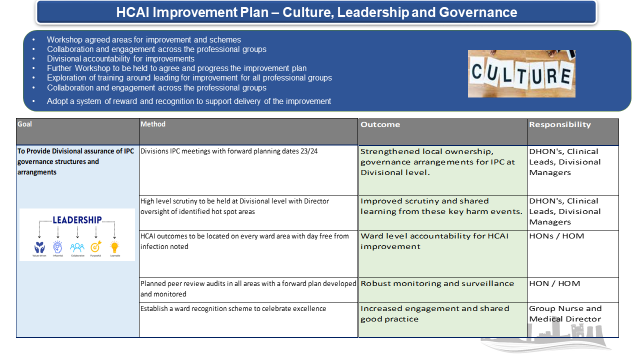 HCAI Improvement Plan – Culture, Leadership and Governance
• Workshop agreed areas for improvement and schemes
• Collaboration and engagement across the professional groups
• Divisional accountability for improvements
• Further Workshop to be held to agree and progress the improvement plan
• Exploration of training around leading for improvement for all professional groups
• Collaboration and engagement across the professional groups
• Adopt a system of reward and recognition to support delivery of the improvement
CULTURE
Goal
Method
Outcome
Responsibility
To Provide Divisional assurance of IPC
governance structures and
arrangments
LEADERSHIP
Divisions IPC meetings with forward planning dates 23/24
Strengthened local ownership,
governance arrangements for IPC at
Divisional level.
DHON's, Clinical
Leads, Divisional
Managers
High level scrutiny to be held at Divisional level with Director
oversight of identified hot spot areas
Improved scrutiny and shared
learning from these key harm events.
DHON's, Clinical
Leads, Divisional
Managers
HCAI outcomes to be located on every ward area with day free from
infection noted
Ward level accountability for HCAI
improvement
HONs / HOM
Planned peer review audits in all areas with a forward plan developed
and monitored
Robust monitoring and surveillance
HON / HOM
Establish a ward recognition scheme to celebrate excellence
Increased engagement and shared
good practice
Group Nurse and
Medical Director